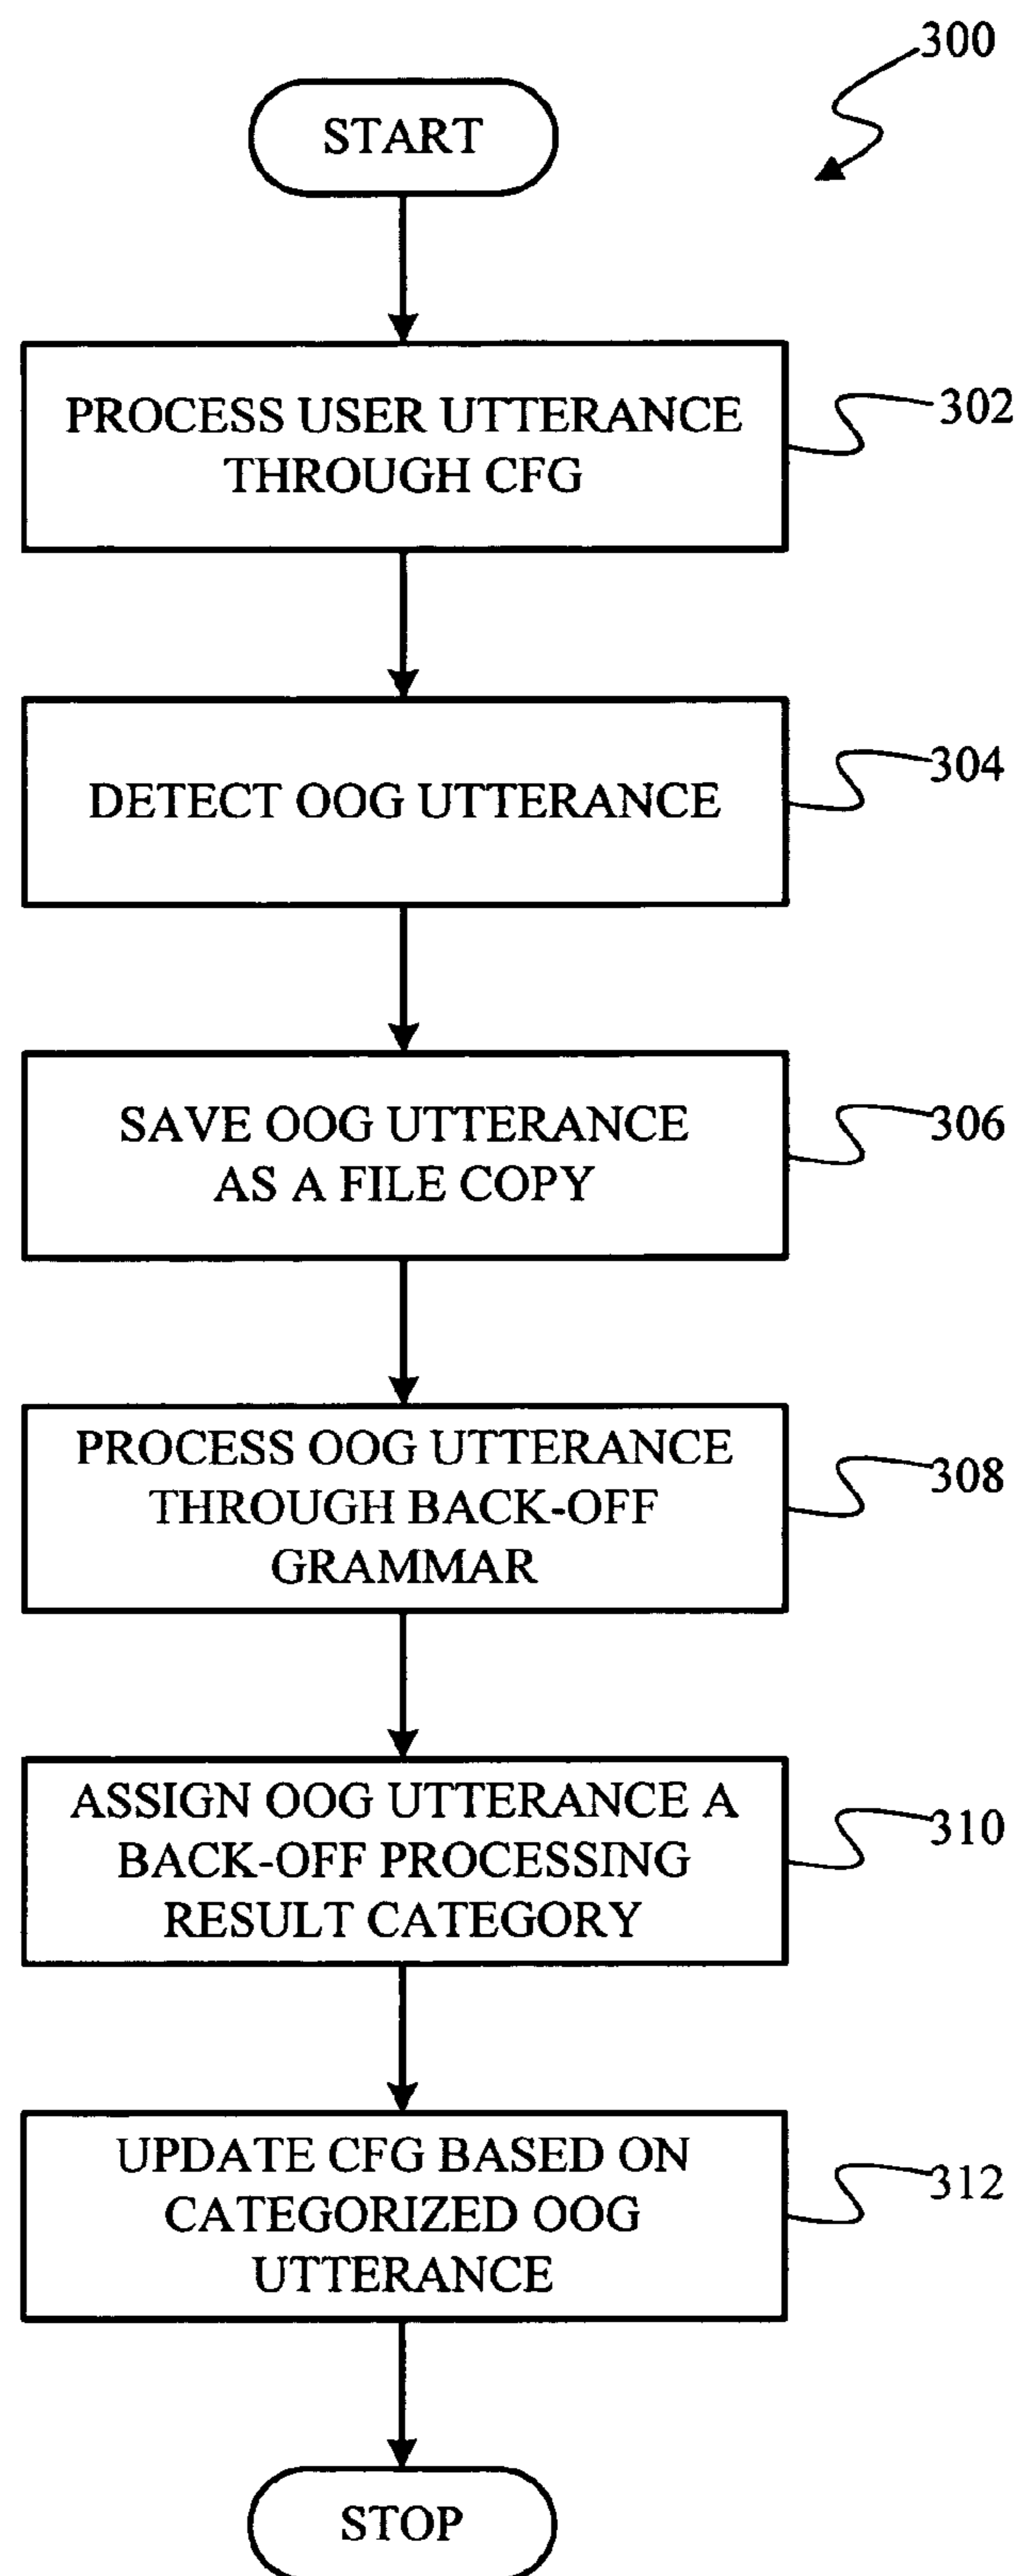 300
START
PROCESS USER UTTERANCE
THROUGH CFG
302
DETECT OOG UTTERANCE
304
SAVE OOG UTTERANCE
AS A FILE COPY
306
PROCESS OOG UTTERANCE
THROUGH BACK-OFF
GRAMMAR
308
ASSIGN OOG UTTERANCE A
BACK-OFF PROCESSING
RESULT CATEGORY
310
UPDATE CFG BASED ON
CATEGORIZED OOG
UTTERANCE
312
STOP